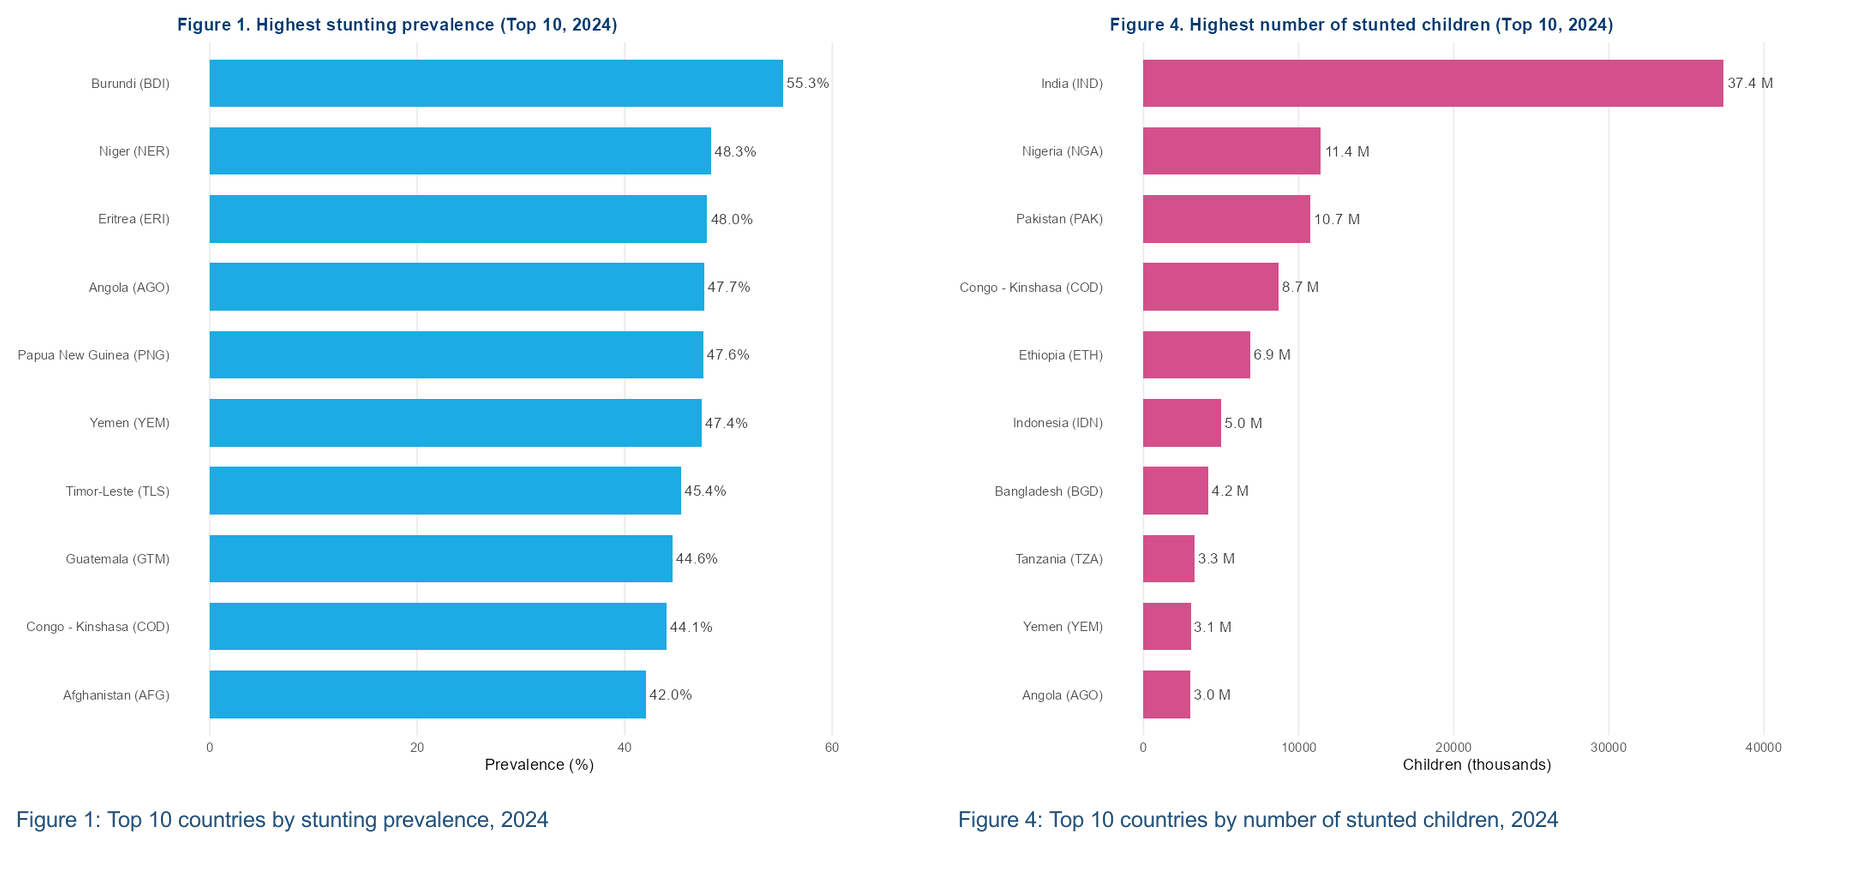 Figure 1. Highest stunting prevalence (Top 10, 2024)
Burundi (BDI)
55.3%
Niger (NER)
48.3%
Eritrea (ERI)
48.0%
Angola (AGO)
47.7%
Papua New Guinea (PNG)
47.6%
Yemen (YEM)
47.4%
Timor-Leste (TLS)
45.4%
Guatemala (GTM)
44.6%
Congo - Kinshasa (COD)
44.1%
Afghanistan (AFG)
42.0%
0
20
40
60
Prevalence (%)
Figure 1: Top 10 countries by stunting prevalence, 2024
Figure 4. Highest number of stunted children (Top 10, 2024)
India (IND)
37.4 M
Nigeria (NGA)
11.4 M
Pakistan (PAK)
10.7 M
Congo - Kinshasa (COD)
8.7 M
Ethiopia (ETH)
6.9 M
Indonesia (IDN)
5.0 M
Bangladesh (BGD)
4.2 M
Tanzania (TZA)
3.3 M
Yemen (YEM)
3.1 M
Angola (AGO)
3.0 M
0
10000
20000
30000
40000
Children (thousands)
Figure 4: Top 10 countries by number of stunted children, 2024